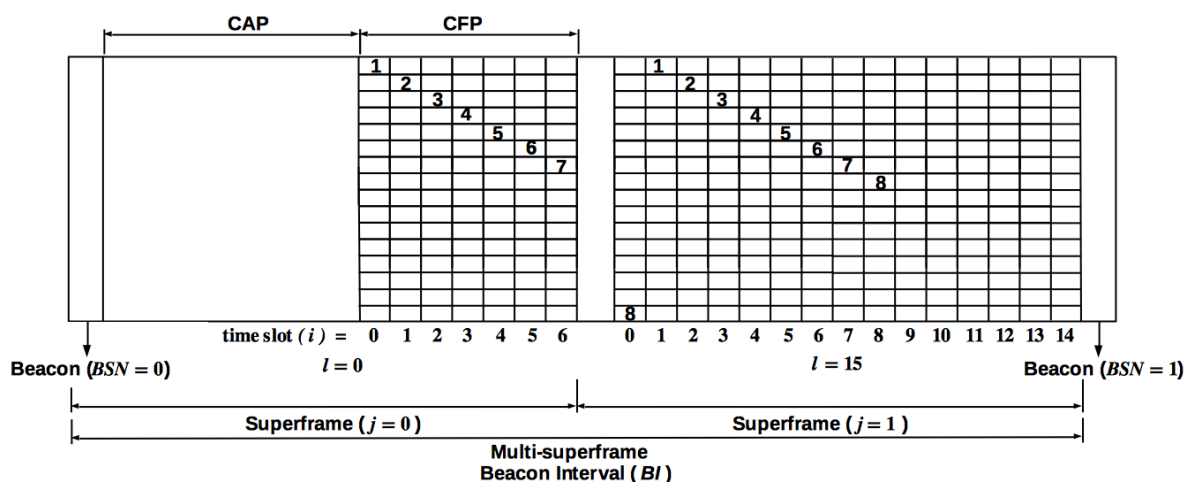 CAP CFP
1 1
2 2
3 3
4 4
5 5
6 6
7 7
8
8
time slot ( i ) = 0 1 2 3 4 5 6 0 1 2 3 4 5 6 7 8 9 10 11 12 13 14
Beacon (BSN = 0) l = 0 l = 15 Beacon (BSN = 1)
Superframe ( j = 0 ) Superframe ( j = 1 )
Multi-superframe
Beacon Interval ( BI )